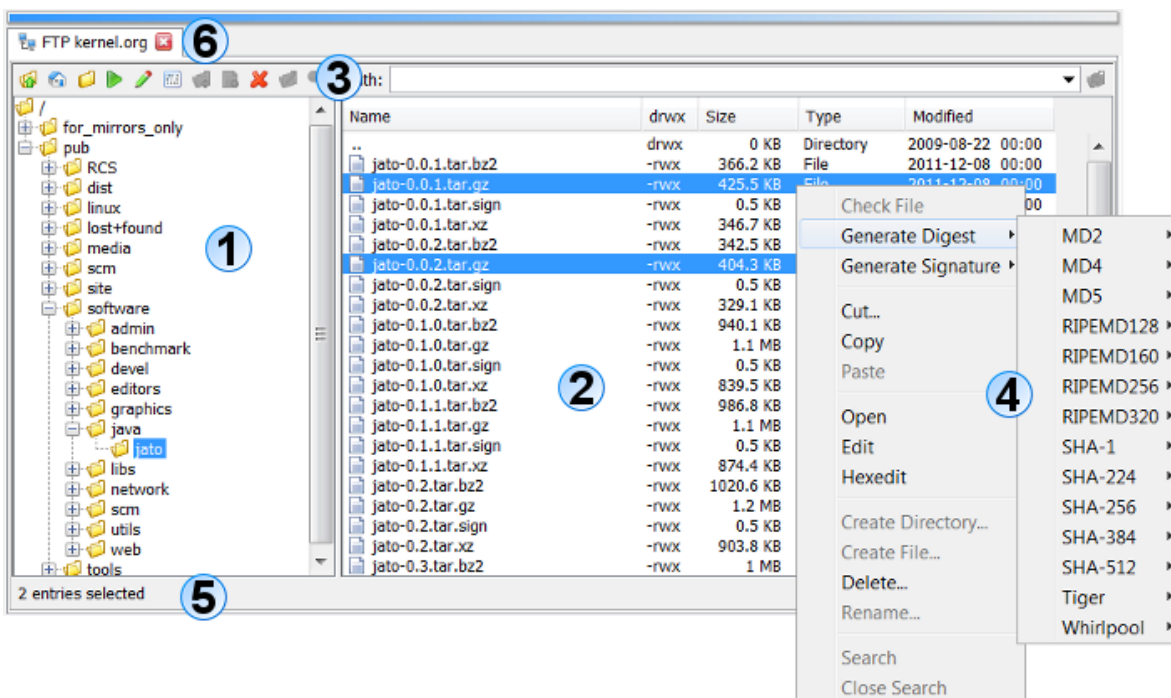 FTP kernel.org
6
3
th:
/
for_mirrors_only
pub
RCS
dist
linux
lost+found
media
scm
site
software
admin
benchmark
devel
editors
graphics
java
jato
libs
network
scm
utils
web
tools
1
Name drwx Size Type Modified
.. drwx 0 KB Directory 2009-08-22 00:00
jato-0.0.1.tar.bz2 -rwx 366.2 KB File 2011-12-08 00:00
jato-0.0.1.tar.gz -rwx 425.5 KB File 2011-12-08 00:00
jato-0.0.1.tar.sign -rwx 0.5 KB 00
jato-0.0.1.tar.xz -rwx 346.7 KB
jato-0.0.2.tar.bz2 -rwx 342.5 KB
jato-0.0.2.tar.gz -rwx 404.3 KB
jato-0.0.2.tar.sign -rwx 0.5 KB
jato-0.0.2.tar.xz -rwx 329.1 KB
jato-0.1.0.tar.bz2 -rwx 940.1 KB
jato-0.1.0.tar.gz -rwx 1.1 MB
jato-0.1.0.tar.sign -rwx 0.5 KB
jato-0.1.0.tar.xz -rwx 839.5 KB
jato-0.1.1.tar.bz2 -rwx 986.8 KB
jato-0.1.1.tar.gz -rwx 1.1 MB
jato-0.1.1.tar.sign -rwx 0.5 KB
jato-0.1.1.tar.xz -rwx 874.4 KB
jato-0.2.tar.bz2 -rwx 1020.6 KB
jato-0.2.tar.gz -rwx 1.2 MB
jato-0.2.tar.sign -rwx 0.5 KB
jato-0.2.tar.xz -rwx 903.8 KB
jato-0.3.tar.bz2 -rwx 1 MB
2
Check File
Generate Digest
Generate Signature
Cut...
Copy
Paste
Open
Edit
Hexedit
Create Directory...
Create File...
Delete...
Rename...
Search
Close Search
4
MD2
MD4
MD5
RIPEMD128
RIPEMD160
RIPEMD256
RIPEMD320
SHA-1
SHA-224
SHA-256
SHA-384
SHA-512
Tiger
Whirlpool
2 entries selected
5